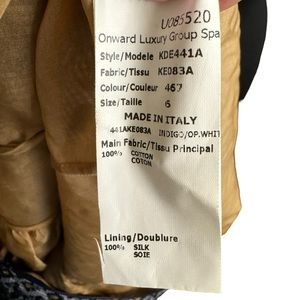 U085520
Onward Luxury Group Spa
Style/Modele KDE441A
Fabric/Tissu KE083A
Colour/Couleur 467
Size/Taille 6
MADE IN ITALY
44LAKE083A INDIGO/OP.WHIT
Main Fabric/Tissu Principal
100% COTTON
COTON
Lining/Doublure
100% SILK
SOIE